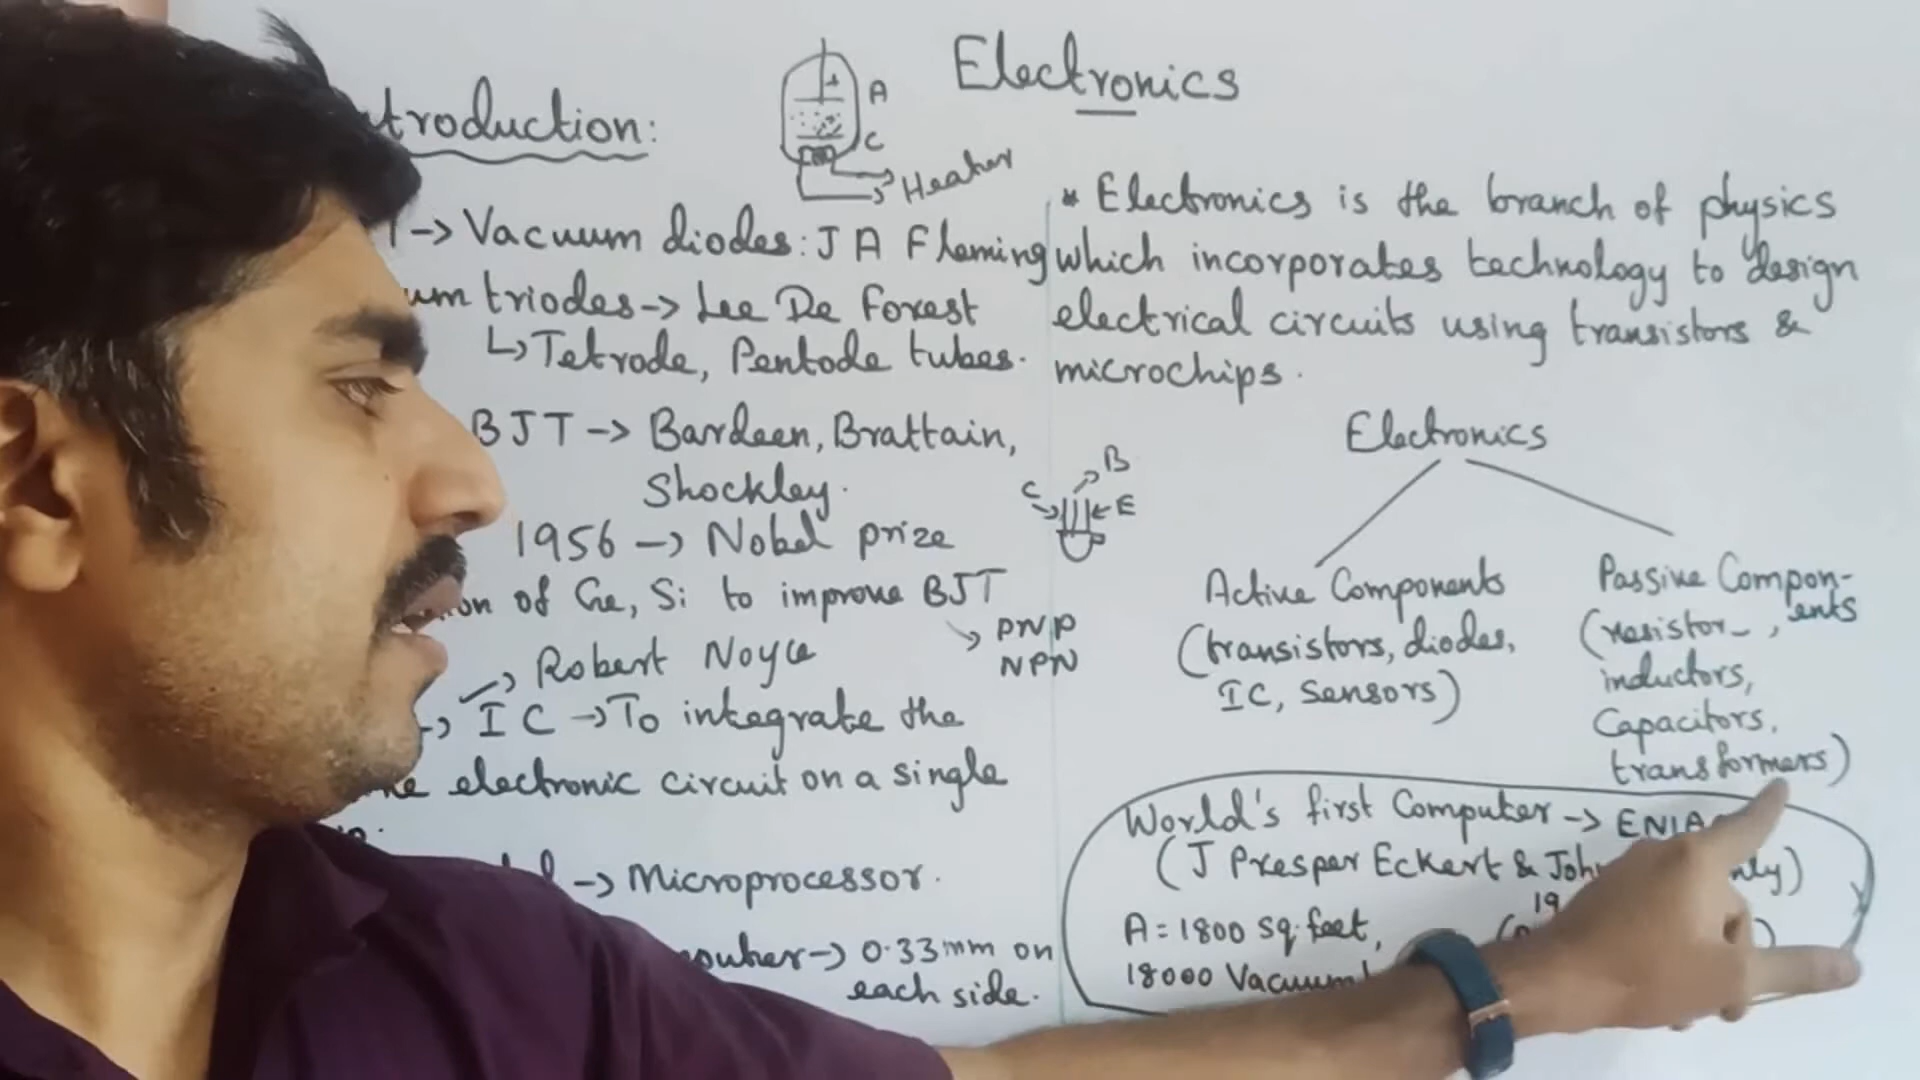 Electronics
troduction:
A
C
Heater
-> Vacuum diodes: J A Fleming
um triodes -> Lee De Forest
↳ Tetrode, Pentode tubes.
BJT -> Bardeen, Brattain,
Shockley.
1956 -> Nobel prize
on of Ge, Si to improve BJT
PNP
NPN
Robert Noyce
-> IC -> To integrate the
electronic circuit on a single
-> Microprocessor.
puter -> 0.33mm on
each side.
* Electronics is the branch of physics
which incorporates technology to design
electrical circuits using transistors &
microchips.
C
B
E
Electronics
Active Components
(transistors, diodes,
IC, Sensors)
Passive Compon-
ents
(resistor-,
inductors,
Capacitors,
transformers)
World's first Computer -> ENIA
(J Presper Eckert & Joh nly)
19
A = 1800 sq. feet,
18000 Vacuum